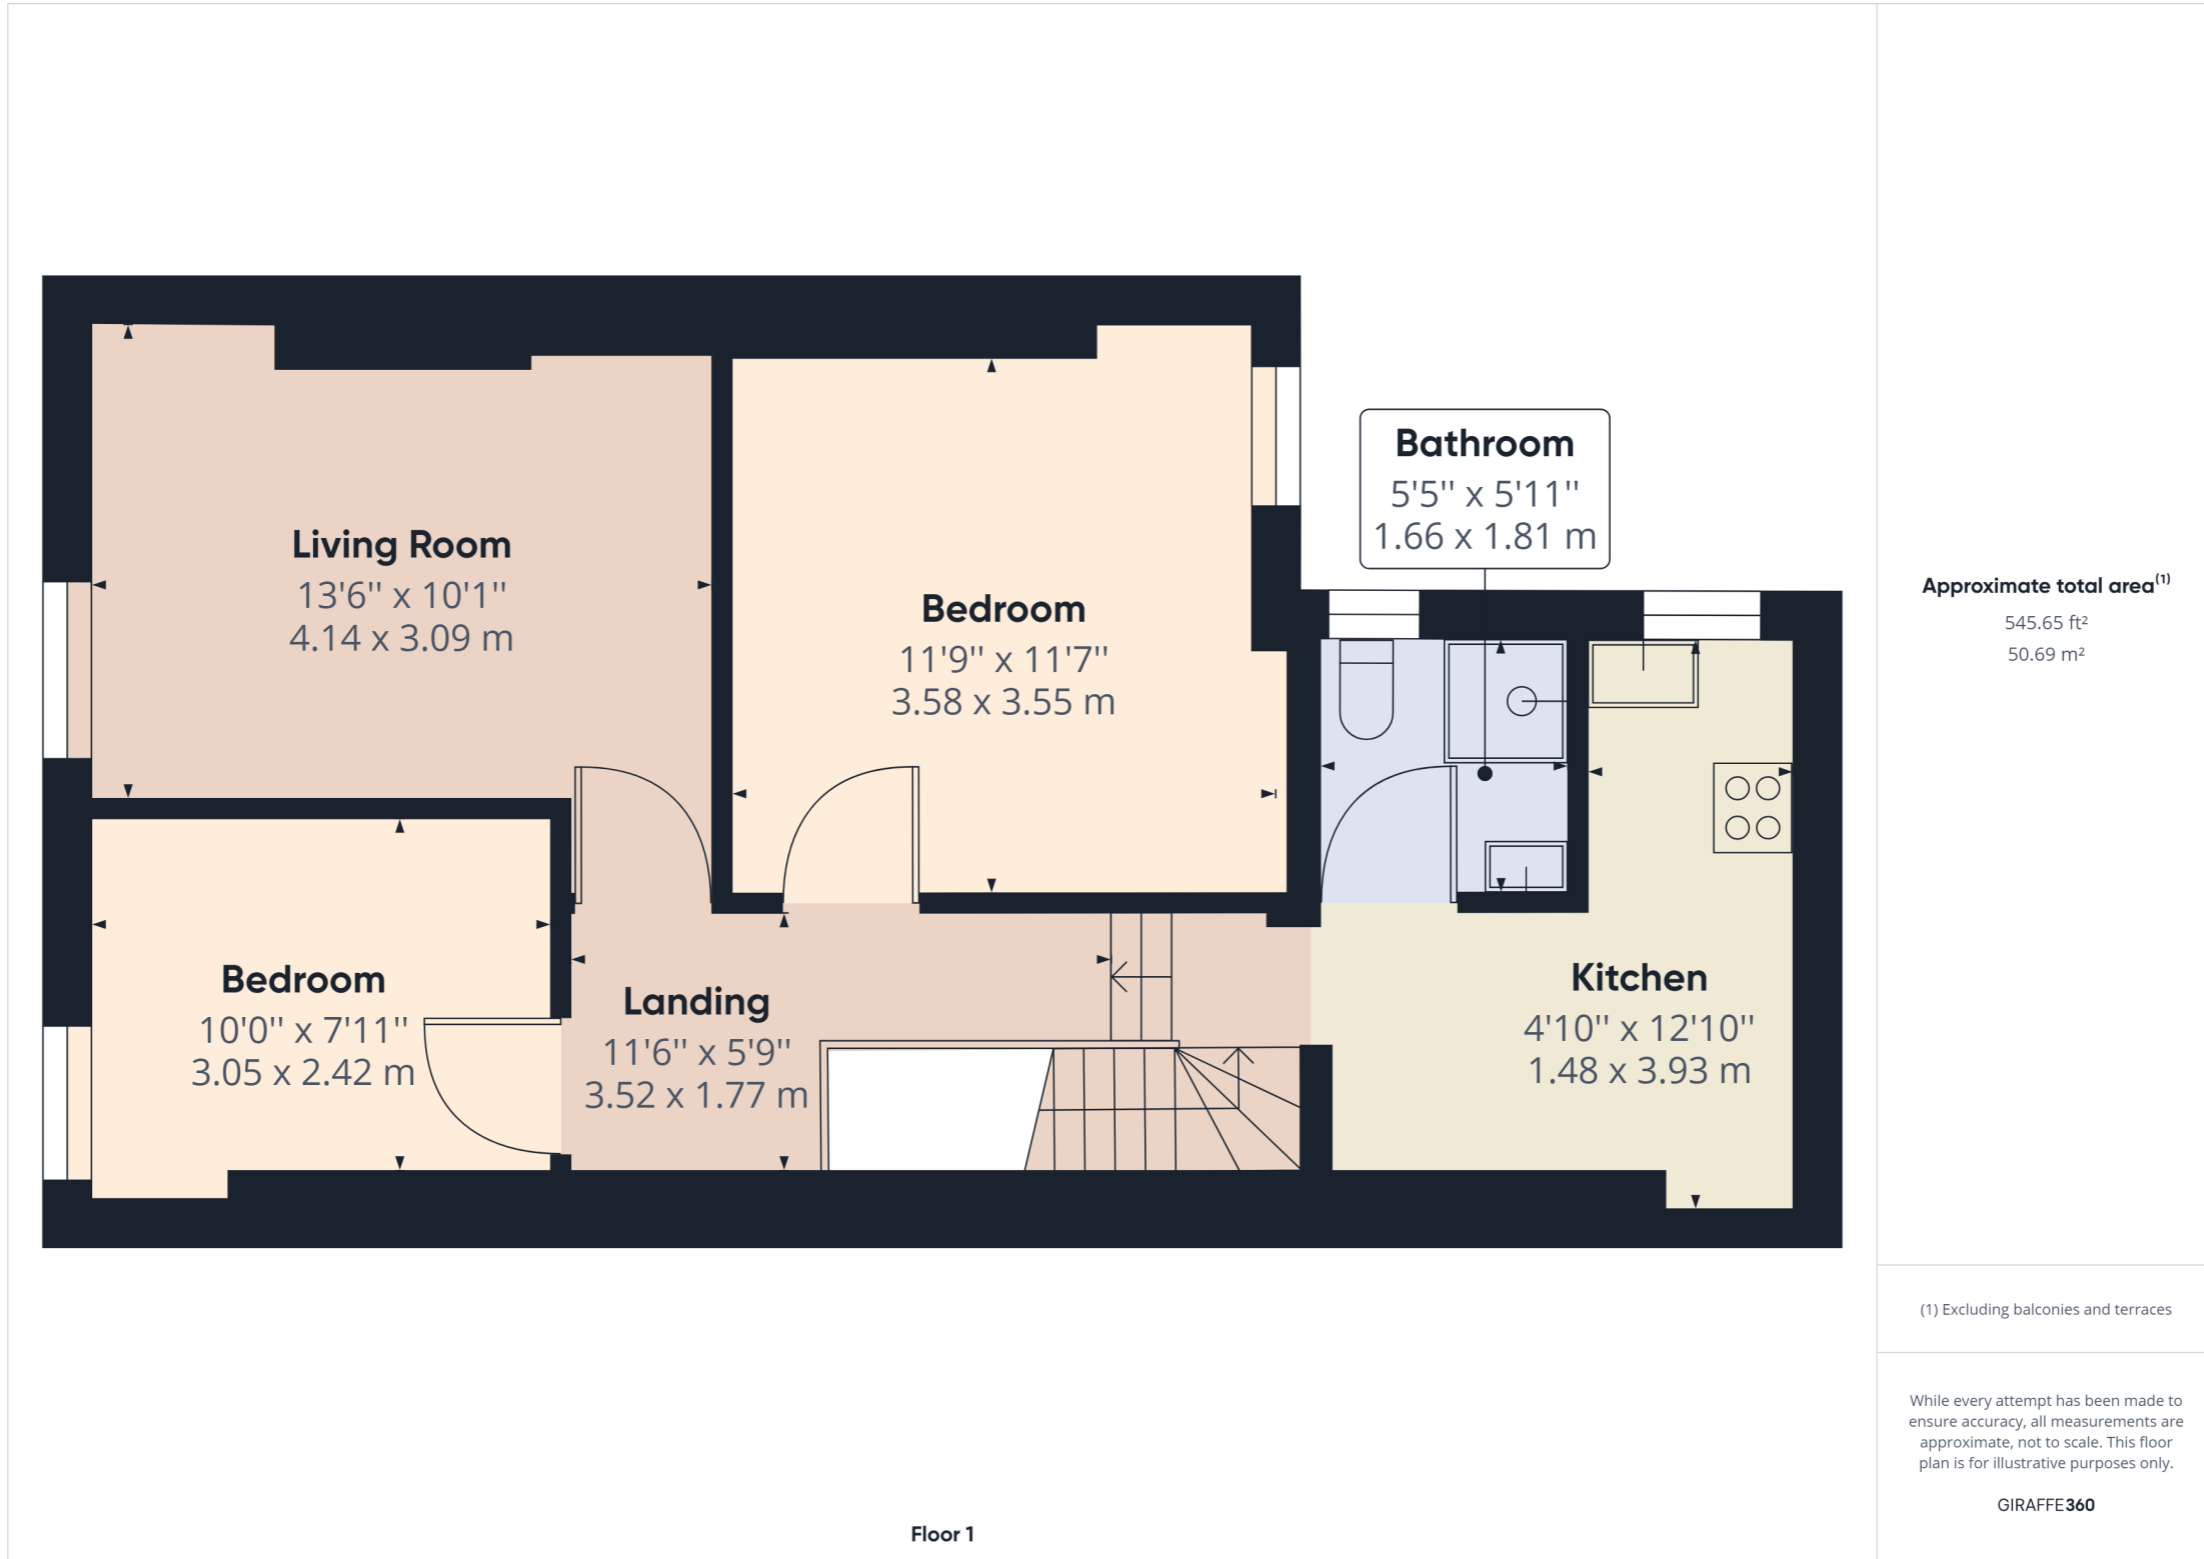 Living Room
13'6'' x 10'1''
4.14 x 3.09 m
Bedroom
11'9'' x 11'7''
3.58 x 3.55 m
Bathroom
5'5'' x 5'11''
1.66 x 1.81 m
Bedroom
10'0'' x 7'11''
3.05 x 2.42 m
Landing
11'6'' x 5'9''
3.52 x 1.77 m
Kitchen
4'10'' x 12'10''
1.48 x 3.93 m
Floor 1
Approximate total area(1)
545.65 ft²
50.69 m²
(1) Excluding balconies and terraces
While every attempt has been made to
ensure accuracy, all measurements are
approximate, not to scale. This floor
plan is for illustrative purposes only.
GIRAFFE360